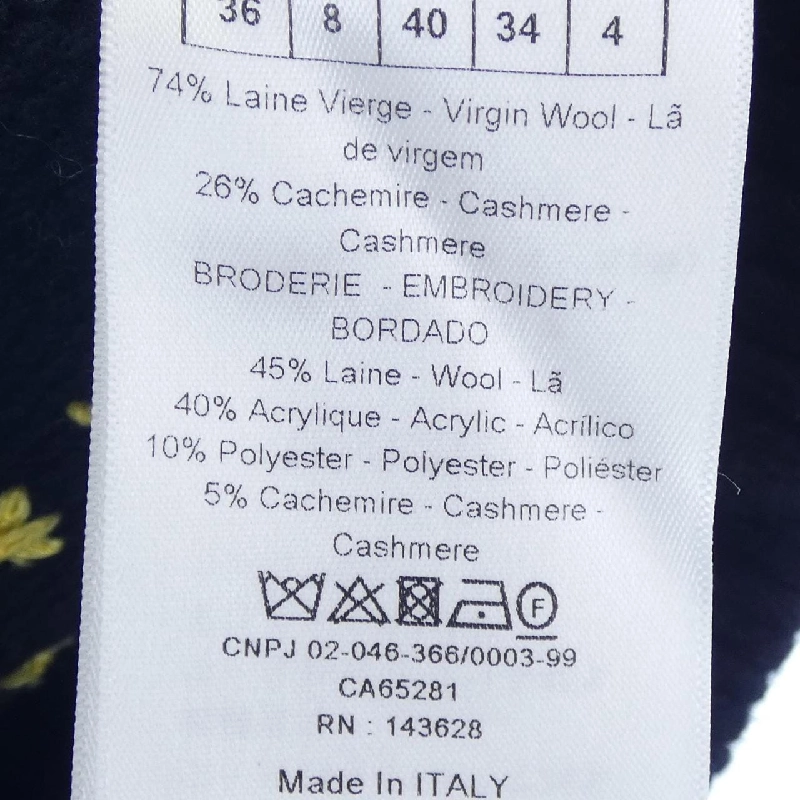 36 8 40 34 4
74% Laine Vierge - Virgin Wool - Lã
de virgem
26% Cachemire - Cashmere -
Cashmere
BRODERIE - EMBROIDERY -
BORDADO
45% Laine - Wool - Lã
40% Acrylique - Acrylic - Acrílico
10% Polyester - Polyester - Poliéster
5% Cachemire - Cashmere -
Cashmere
F
CNPJ 02-046-366/0003-99
CA65281
RN : 143628
Made In ITALY